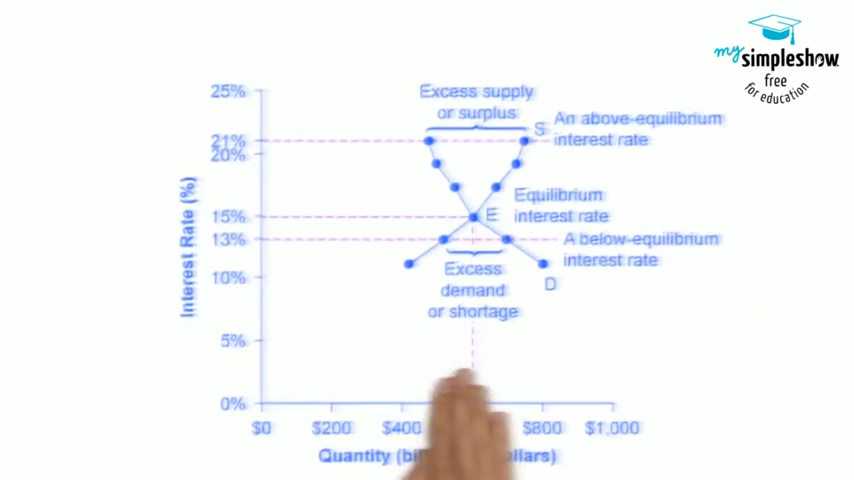 my
simpleshow
free
for education
25%
Excess supply
or surplus
S
An above-equilibrium
interest rate
21%
20%
Equilibrium
interest rate
E
15%
13%
A below-equilibrium
interest rate
Excess
demand
or shortage
D
10%
5%
0%
Interest Rate (%)
$0 $200 $400 $800 $1,000
Quantity